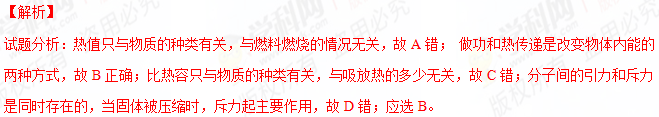 【解析】
试题分析:热值只与物质的种类有关,与燃料燃烧的情况无关,故 A 错; 做功和热传递是改变物体内能的
两种方式,故 B 正确;比热容只与物质的种类有关,与吸放热的多少无关,故 C 错;分子间的引力和斥力
是同时存在的,当固体被压缩时,斥力起主要作用,故 D 错;应选 B。